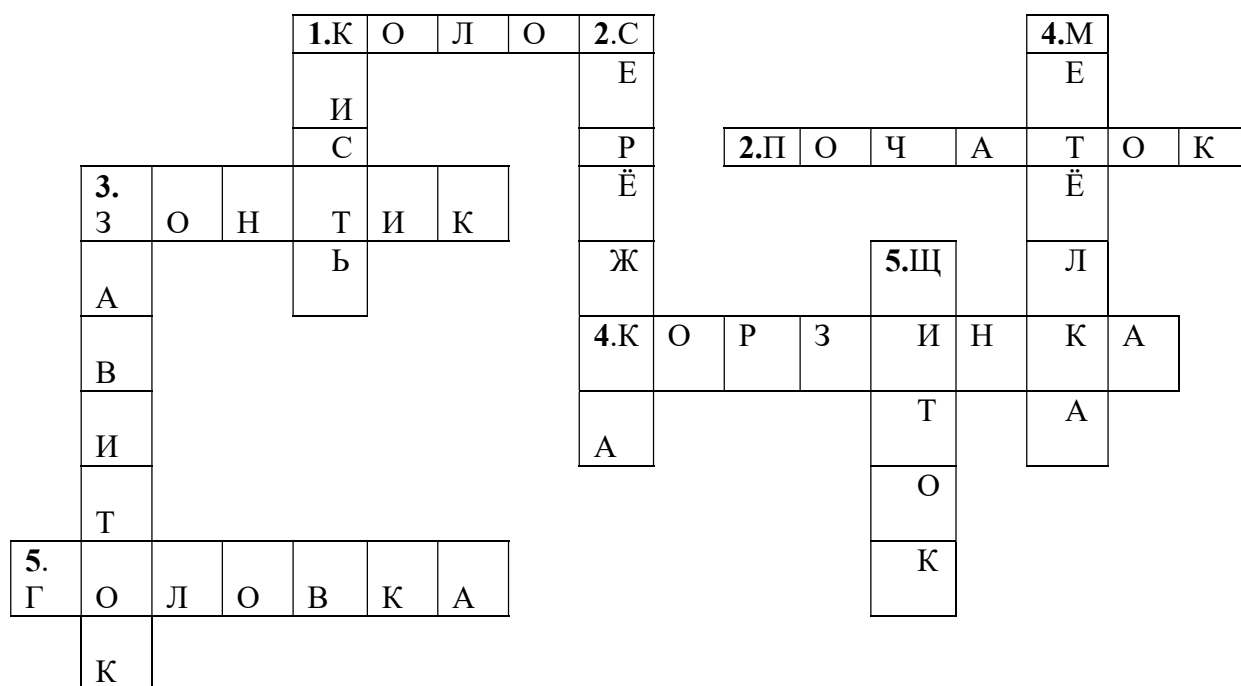 1.К О Л О 2.С 4.М
Е Е
И
С Р 2.П О Ч А Т О К
3. Ё Ё
З О Н Т И К
Ь Ж 5.Щ Л
А
4.К О Р З И Н К А
В
Т А
И А
О
Т
5. К
Г О Л О В К А
К